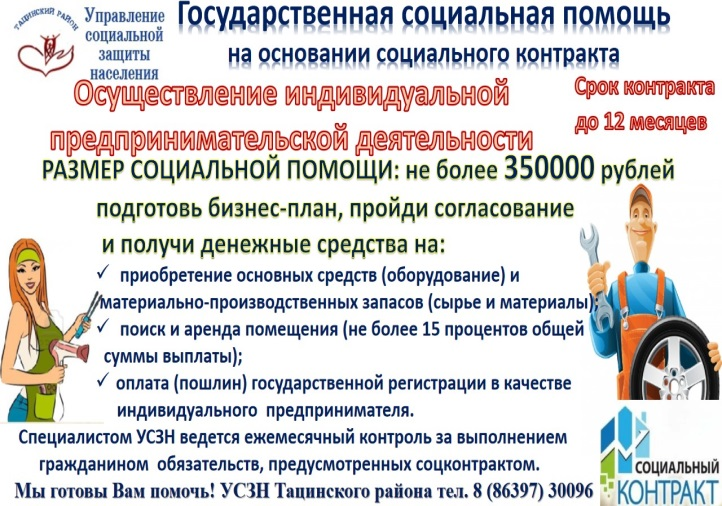 ТАЦИНСКИЙ РАЙОН
Управление
социальной
защиты
населения
Государственная социальная помощь
на основании социального контракта
Осуществление индивидуальной
предпринимательской деятельности
Срок контракта
до 12 месяцев
РАЗМЕР СОЦИАЛЬНОЙ ПОМОЩИ: не более 350000 рублей
подготовь бизнес-план, пройди согласование
и получи денежные средства на:
✓ приобретение основных средств (оборудование) и
материально-производственных запасов (сырье и материалы)
✓ поиск и аренда помещения (не более 15 процентов общей
суммы выплаты);
✓ оплата (пошлин) государственной регистрации в качестве
индивидуального предпринимателя.
Специалистом УСЗН ведется ежемесячный контроль за выполнением
гражданином обязательств, предусмотренных соцконтрактом.
Мы готовы Вам помочь! УСЗН Тацинского района тел. 8 (86397) 30096
СОЦИАЛЬНЫЙ
КОНТРАКТ